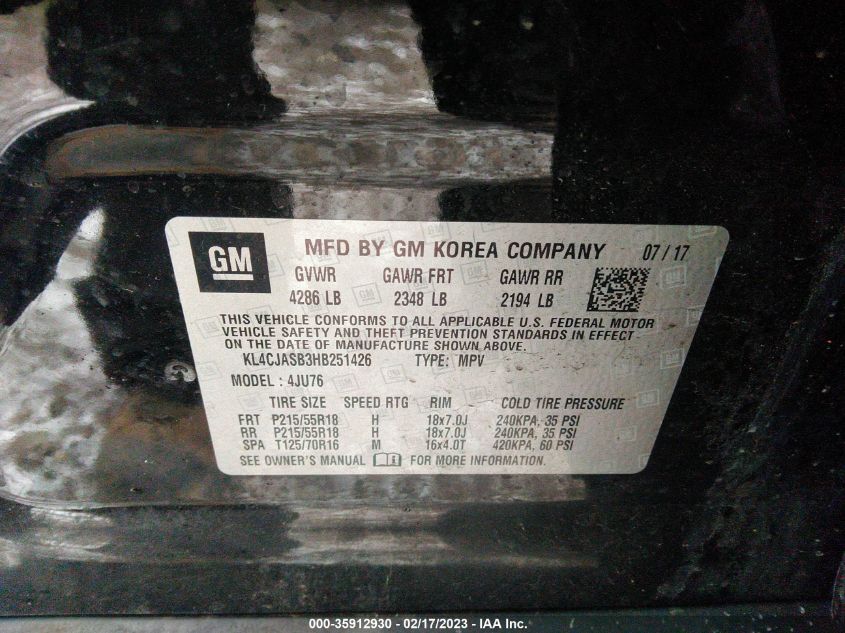 GM
MFD BY GM KOREA COMPANY 07 / 17
GVWR GAWR FRT GAWR RR
4286 LB 2348 LB 2194 LB
THIS VEHICLE CONFORMS TO ALL APPLICABLE U.S. FEDERAL MOTOR
VEHICLE SAFETY AND THEFT PREVENTION STANDARDS IN EFFECT
ON THE DATE OF MANUFACTURE SHOWN ABOVE.
KL4CJASB3HB251426 TYPE: MPV
MODEL : 4JU76
TIRE SIZE SPEED RTG RIM COLD TIRE PRESSURE
FRT P215/55R18 H 18x7.0J 240KPA, 35 PSI
RR P215/55R18 H 18x7.0J 240KPA, 35 PSI
SPA T125/70R16 M 16x4.0T 420KPA, 60 PSI
SEE OWNER'S MANUAL FOR MORE INFORMATION.
000-35912930 - 02/17/2023 - IAA Inc.